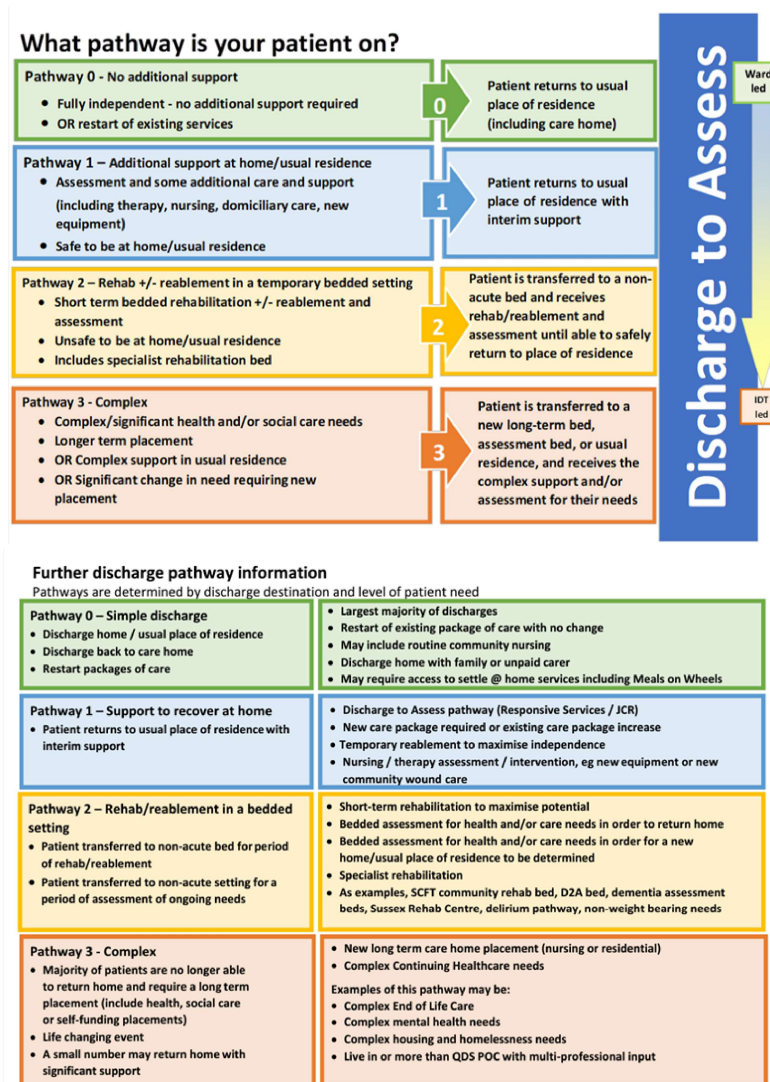 What pathway is your patient on?
Pathway 0 - No additional support
• Fully independent - no additional support required
• OR restart of existing services
0
Patient returns to usual
place of residence
(including care home)
Pathway 1 – Additional support at home/usual residence
• Assessment and some additional care and support
(including therapy, nursing, domiciliary care, new
equipment)
• Safe to be at home/usual residence
1
Patient returns to usual
place of residence with
interim support
Pathway 2 – Rehab +/- reablement in a temporary bedded setting
• Short term bedded rehabilitation +/- reablement and
assessment
• Unsafe to be at home/usual residence
• Includes specialist rehabilitation bed
2
Patient is transferred to a non-
acute bed and receives
rehab/reablement and
assessment until able to safely
return to place of residence
Pathway 3 - Complex
• Complex/significant health and/or social care needs
• Longer term placement
• OR Complex support in usual residence
• OR Significant change in need requiring new
placement
3
Patient is transferred to a
new long-term bed,
assessment bed, or usual
residence, and receives the
complex support and/or
assessment for their needs
Discharge to Assess
Ward
led
IDT
led
Further discharge pathway information
Pathways are determined by discharge destination and level of patient need
Pathway 0 – Simple discharge
• Discharge home / usual place of residence
• Discharge back to care home
• Restart packages of care
• Largest majority of discharges
• Restart of existing package of care with no change
• May include routine community nursing
• Discharge home with family or unpaid carer
• May require access to settle @ home services including Meals on Wheels
Pathway 1 – Support to recover at home
• Patient returns to usual place of residence with
interim support
• Discharge to Assess pathway (Responsive Services / JCR)
• New care package required or existing care package increase
• Temporary reablement to maximise independence
• Nursing / therapy assessment / intervention, eg new equipment or new
community wound care
Pathway 2 – Rehab/reablement in a bedded
setting
• Patient transferred to non-acute bed for period
of rehab/reablement
• Patient transferred to non-acute setting for a
period of assessment of ongoing needs
• Short-term rehabilitation to maximise potential
• Bedded assessment for health and/or care needs in order to return home
• Bedded assessment for health and/or care needs in order for a new
home/usual place of residence to be determined
• Specialist rehabilitation
• As examples, SCFT community rehab bed, D2A bed, dementia assessment
beds, Sussex Rehab Centre, delirium pathway, non-weight bearing needs
Pathway 3 - Complex
• Majority of patients are no longer able
to return home and require a long term
placement (include health, social care
or self-funding placements)
• Life changing event
• A small number may return home with
significant support
• New long term care home placement (nursing or residential)
• Complex Continuing Healthcare needs
Examples of this pathway may be:
• Complex End of Life Care
• Complex mental health needs
• Complex housing and homelessness needs
• Live in or more than QDS POC with multi-professional input